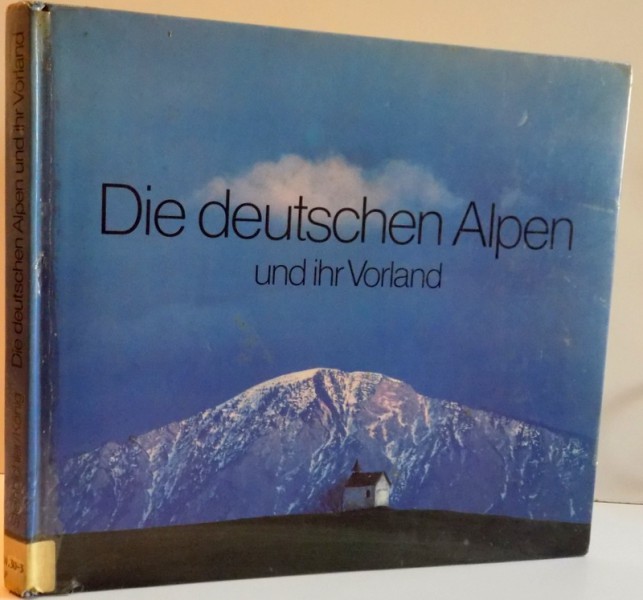 Die deutschen Alpen
und ihr Vorland
Die deutschen Alpen und ihr Vorland